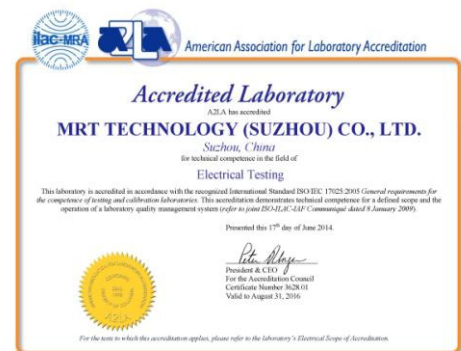 ilac-MRA
A2LA
American Association for Laboratory Accreditation
Accredited Laboratory
A2LA has accredited
MRT TECHNOLOGY (SUZHOU) CO., LTD.
Suzhou, China
for technical competence in the field of
Electrical Testing
This laboratory is accredited in accordance with the recognized International Standard ISO/IEC 17025:2005 General requirements for
the competence of testing and calibration laboratories. This accreditation demonstrates technical competence for a defined scope and the
operation of a laboratory quality management system (refer to joint ISO-ILAC-IAF Communiqué dated 8 January 2009).
Presented this 17th day of June 2014.
President & CEO
For the Accreditation Council
Certificate Number 3628.01
Valid to August 31, 2016
A2LA
For the tests to which this accreditation applies, please refer to the laboratory's Electrical Scope of Accreditation.